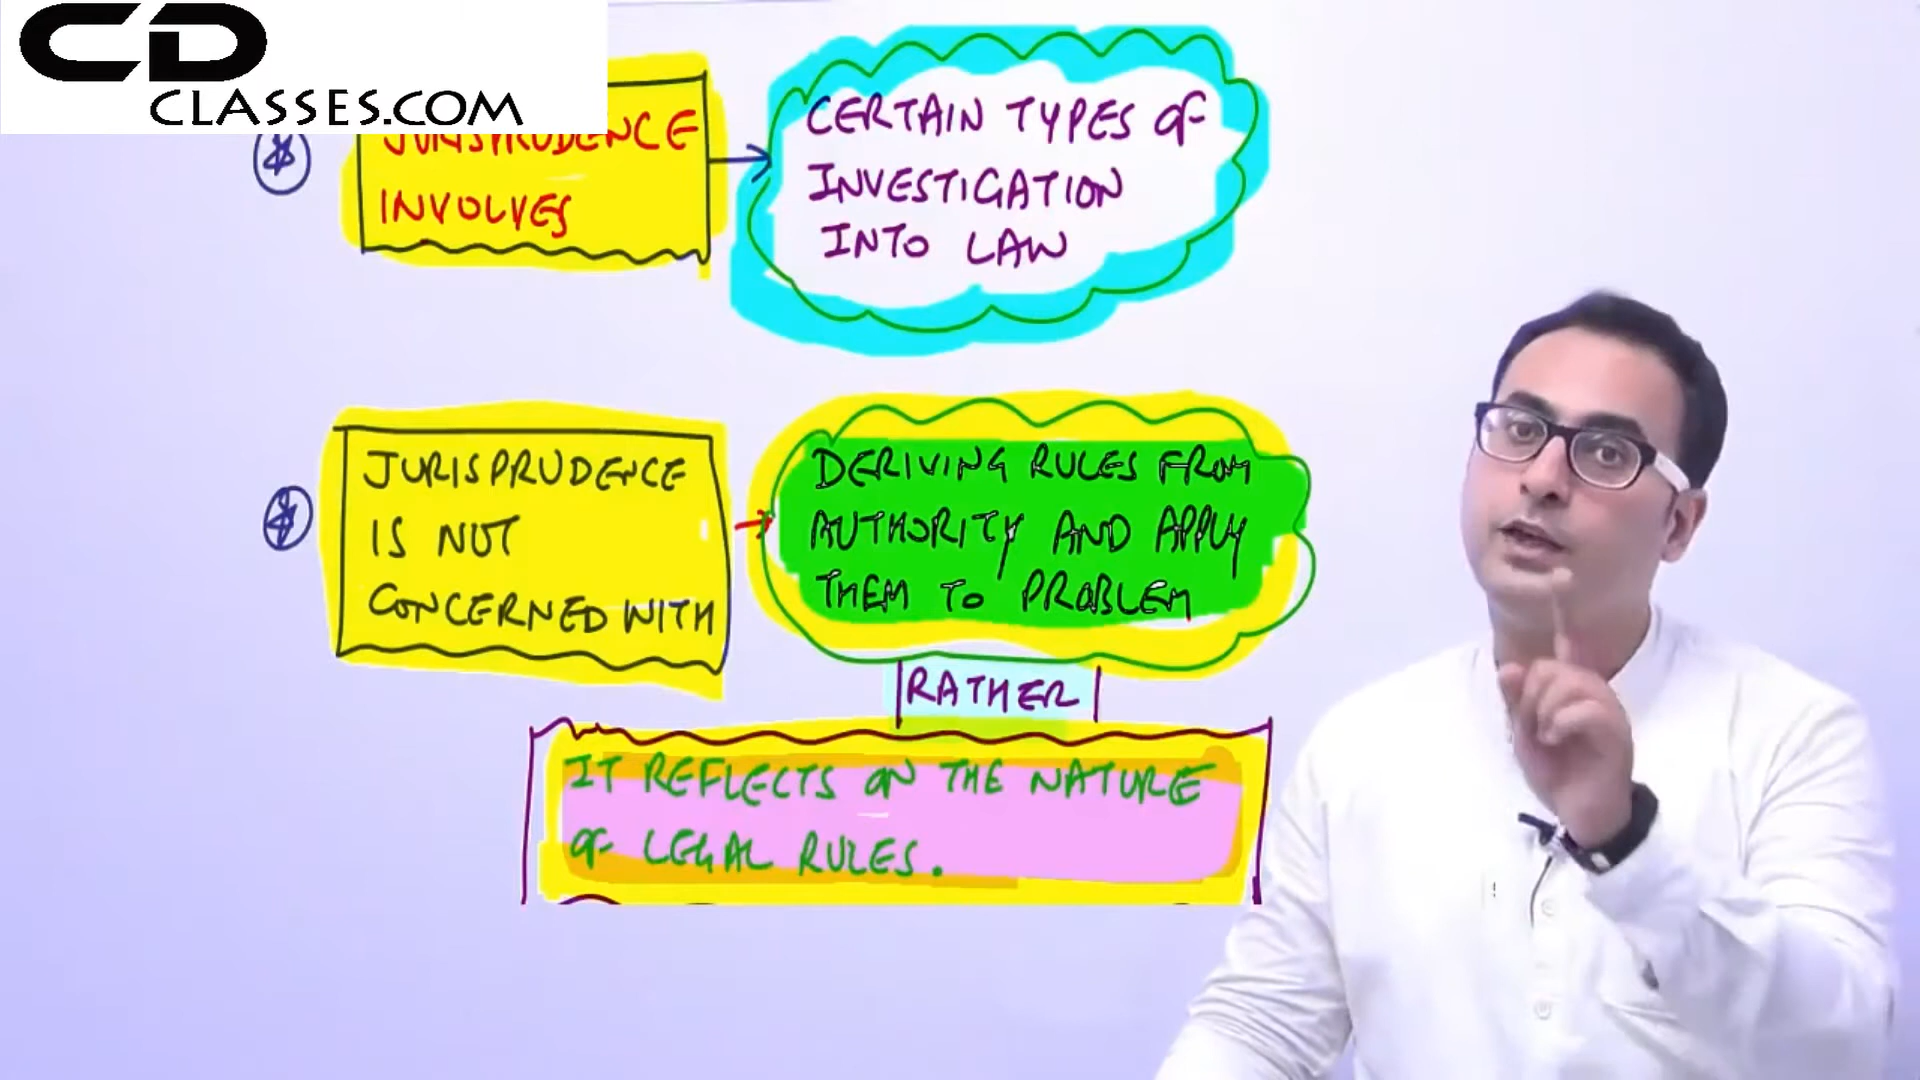 CD
CLASSES.COM
JURISPRUDENCE
INVOLVES
CERTAIN TYPES OF
INVESTIGATION
INTO LAW
JURISPRUDENCE
IS NOT
CONCERNED WITH
DERIVING RULES FROM
AUTHORITY AND APPLY
THEM TO PROBLEM
RATHER
IT REFLECTS ON THE NATURE
OF LEGAL RULES.